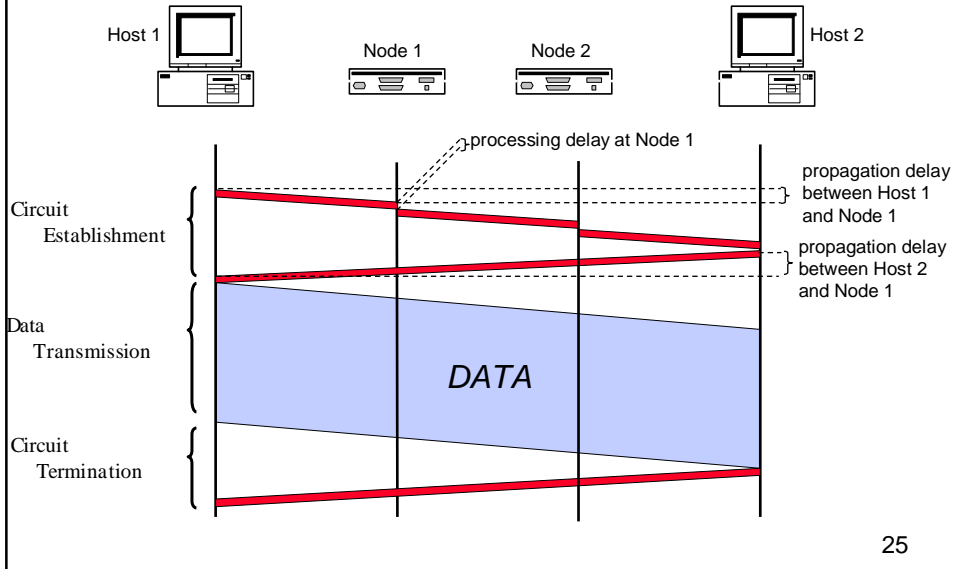 Host 1
Node 1
Node 2
Host 2
processing delay at Node 1
propagation delay
between Host 1
and Node 1
Circuit
Establishment
propagation delay
between Host 2
and Node 1
Data
Transmission
DATA
Circuit
Termination
25